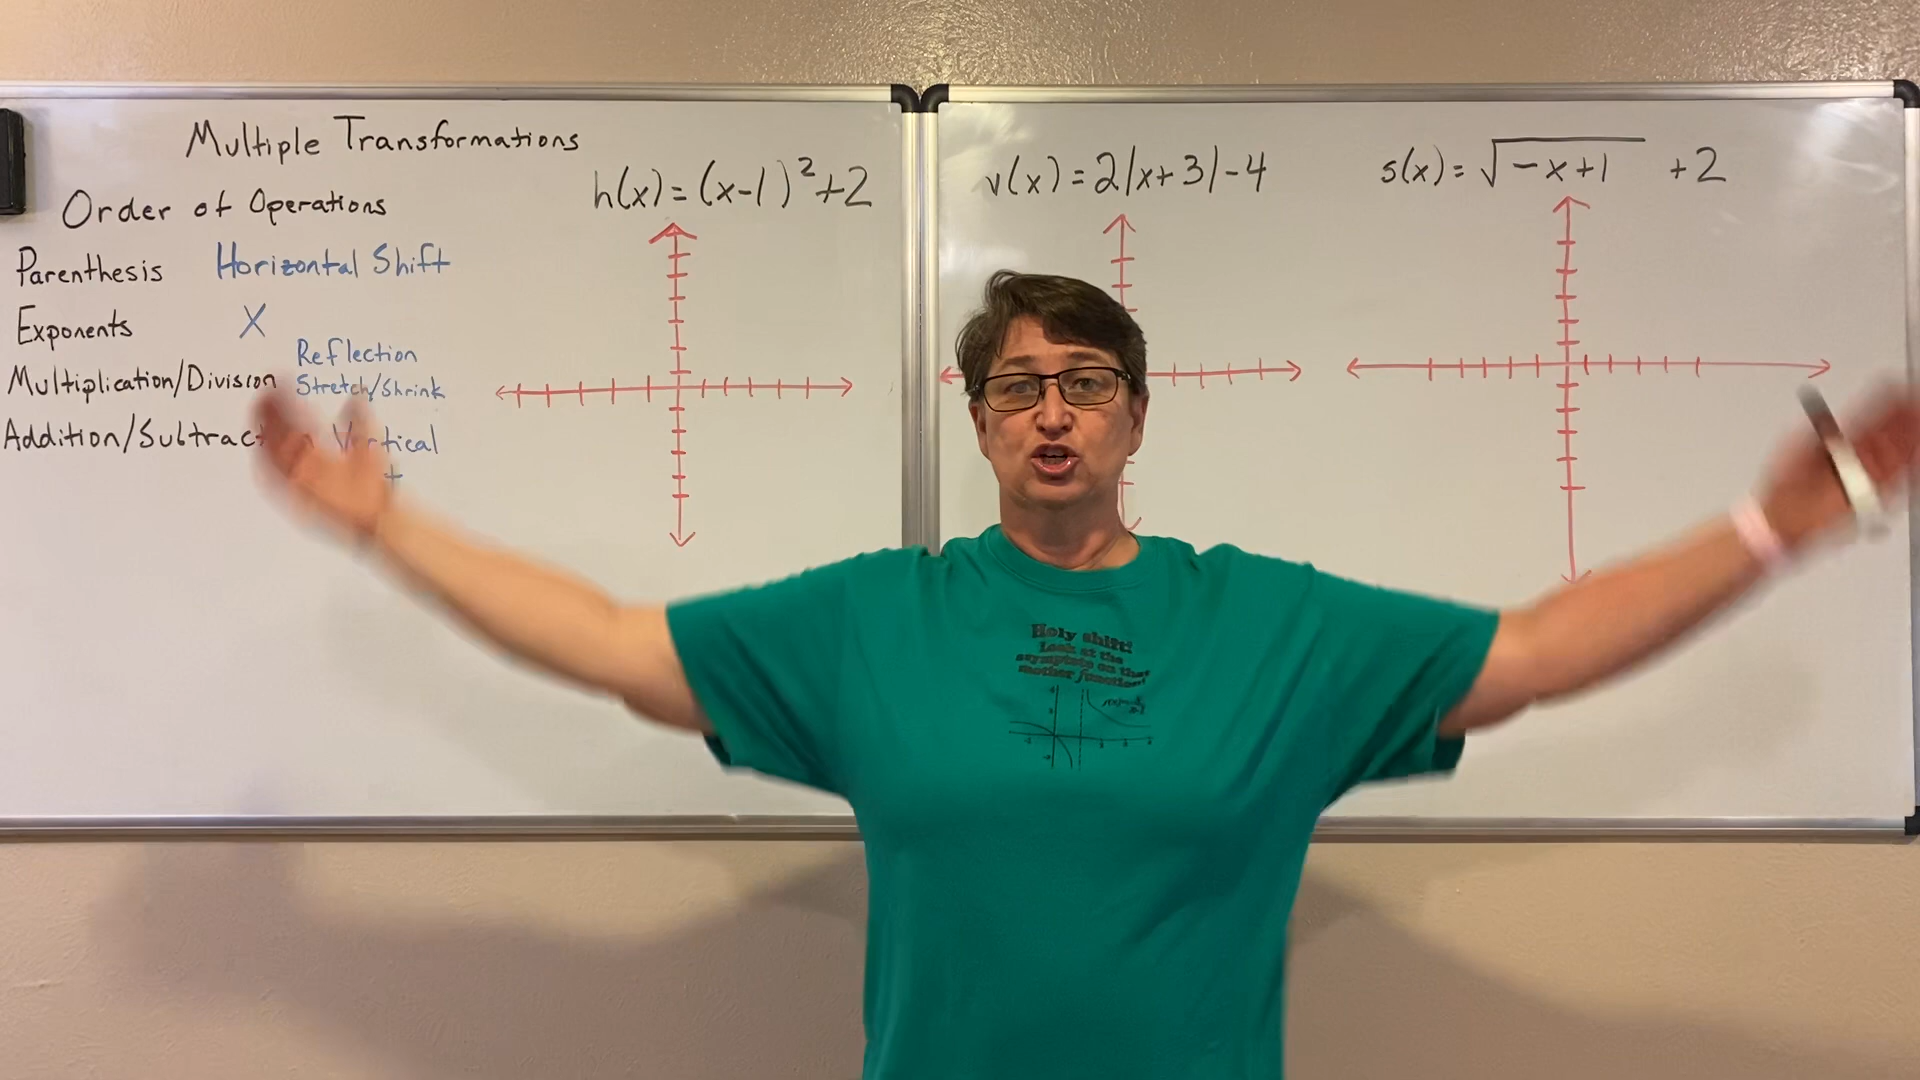 Multiple Transformations
Order of Operations
Parenthesis Horizontal Shift
Exponents X
Reflection
Multiplication/Division Stretch/Shrink
Addition/Subtrac Vertical
h(x) = (x-1)²+2
v(x) = 2|x+3|-4
s(x) = √-x+1 +2
Holy shift!
Look at the
asymptote on that
mother function!